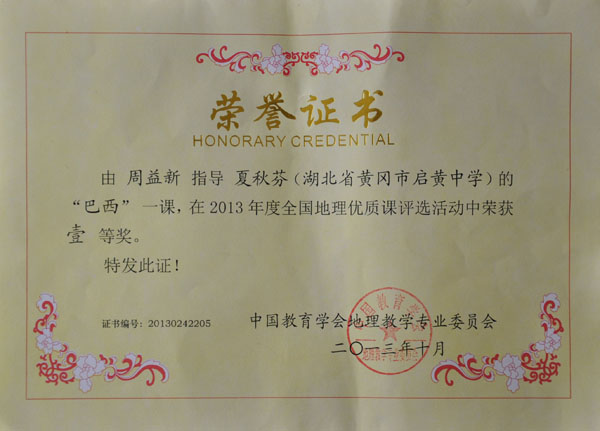 荣誉证书
HONORARY CREDENTIAL
由 周益新 指导 夏秋芬（湖北省黄冈市启黄中学）的
“巴西” 一课，在 2013 年度全国地理优质课评选活动中荣获
壹 等奖。
特发此证！
证书编号：20130242205
中国教育学会地理教学专业委员会
二〇一三年十月